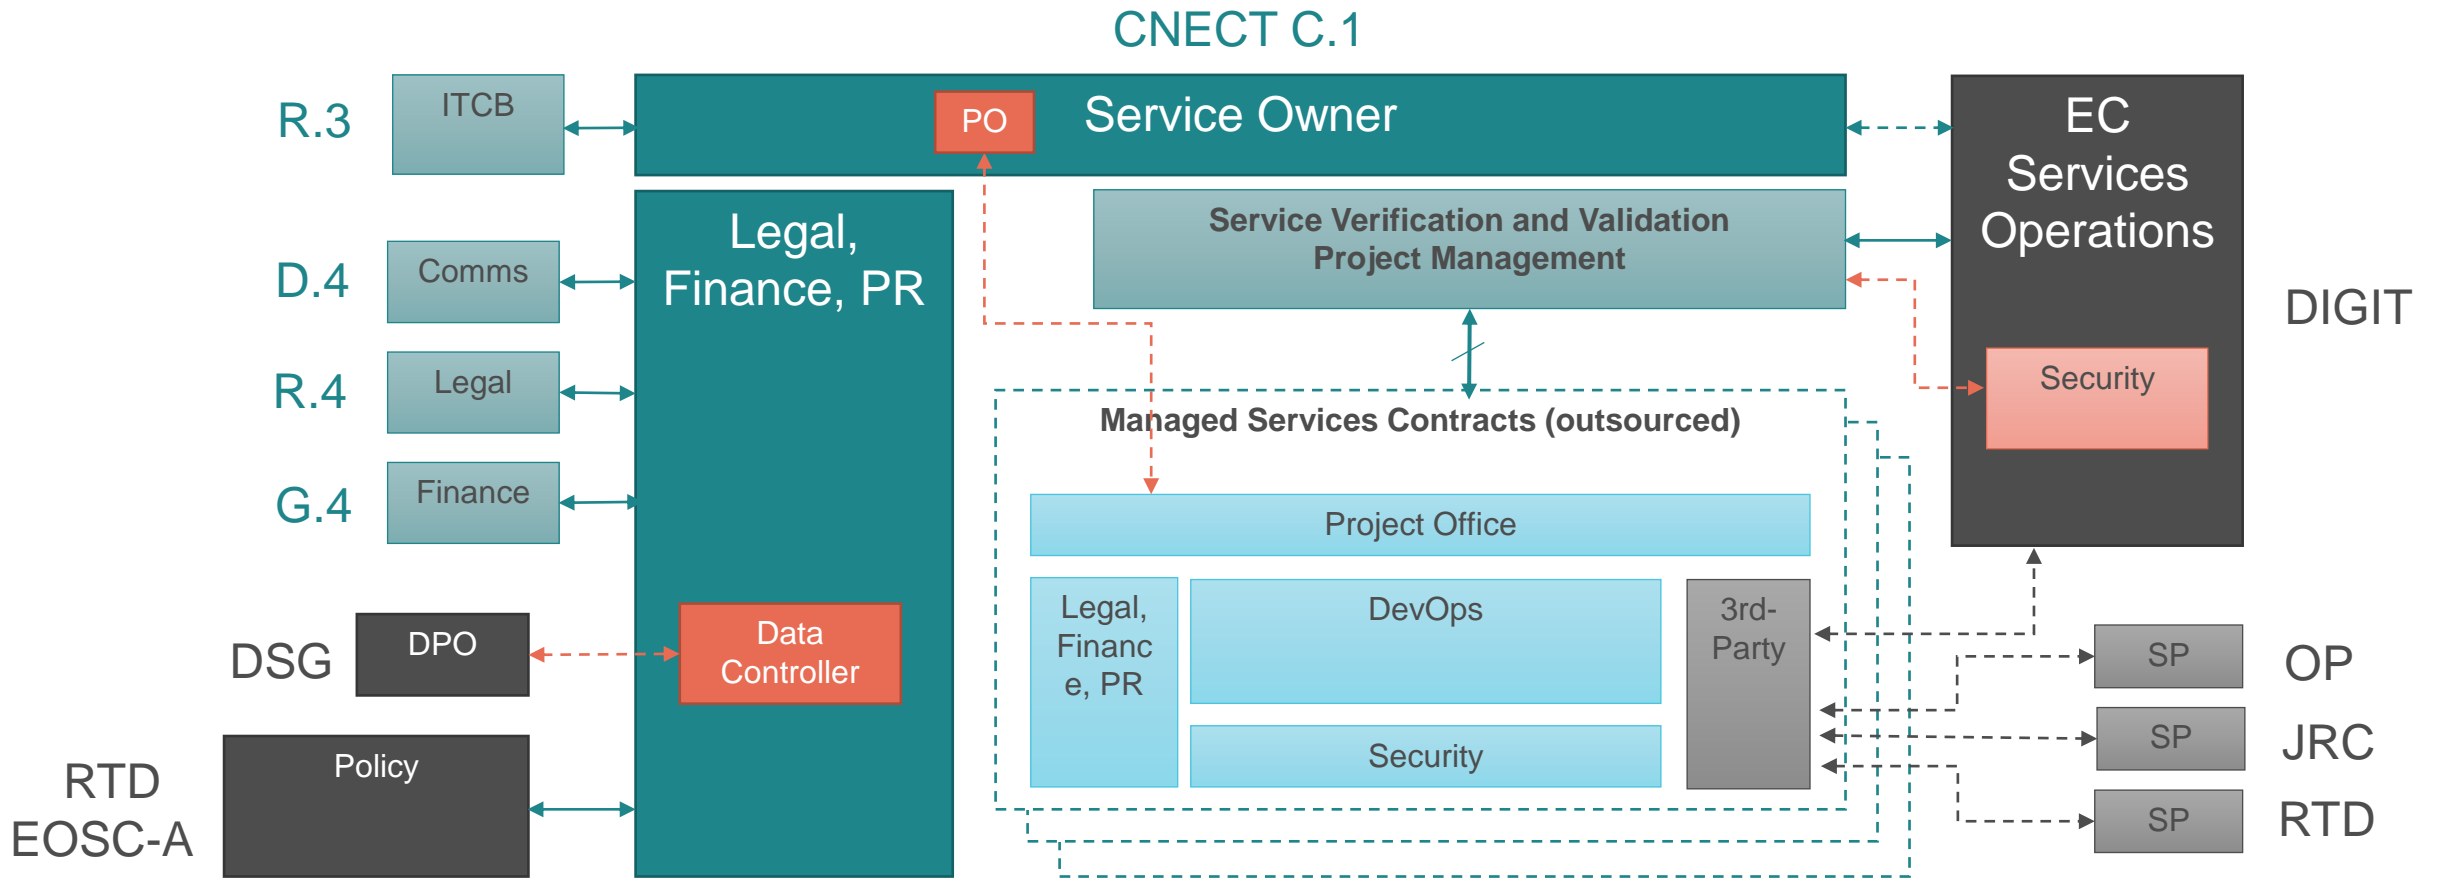 CNECT C.1
R.3
ITCB
PO
Service Owner
EC
Services
Operations
Legal,
Finance, PR
Service Verification and Validation
Project Management
D.4
Comms
DIGIT
R.4
Legal
Security
Managed Services Contracts (outsourced)
G.4
Finance
Project Office
Legal,
Financ
e, PR
DevOps
3rd-
Party
Security
DSG
DPO
Data
Controller
SP
OP
SP
JRC
SP
RTD
RTD
EOSC-A
Policy